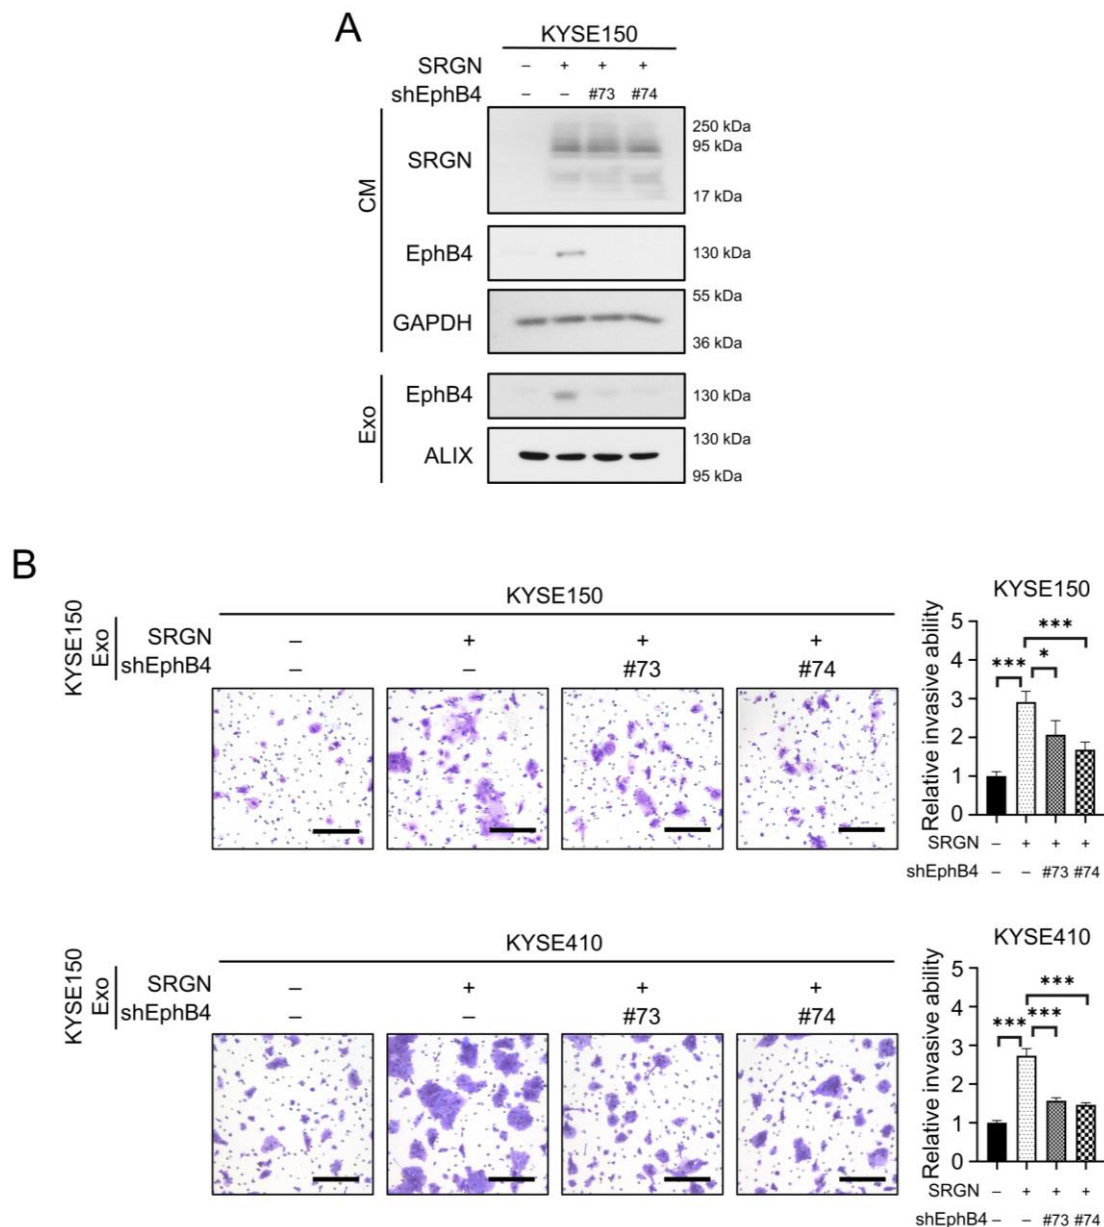 A
KYSE150
SRGN – + + +
shEphB4 – – #73 #74
CM
SRGN
250 kDa
95 kDa
17 kDa
EphB4
130 kDa
GAPDH
55 kDa
36 kDa
Exo
EphB4
130 kDa
ALIX
130 kDa
95 kDa
B
KYSE150
Exo
KYSE150
SRGN – + + +
shEphB4 – – #73 #74
KYSE150
Relative invasive ability
5
4
3
2
1
0
***
*
***
SRGN – + + +
shEphB4 – – #73 #74
KYSE150
Exo
KYSE410
SRGN – + + +
shEphB4 – – #73 #74
KYSE410
Relative invasive ability
5
4
3
2
1
0
***
***
***
SRGN – + + +
shEphB4 – – #73 #74